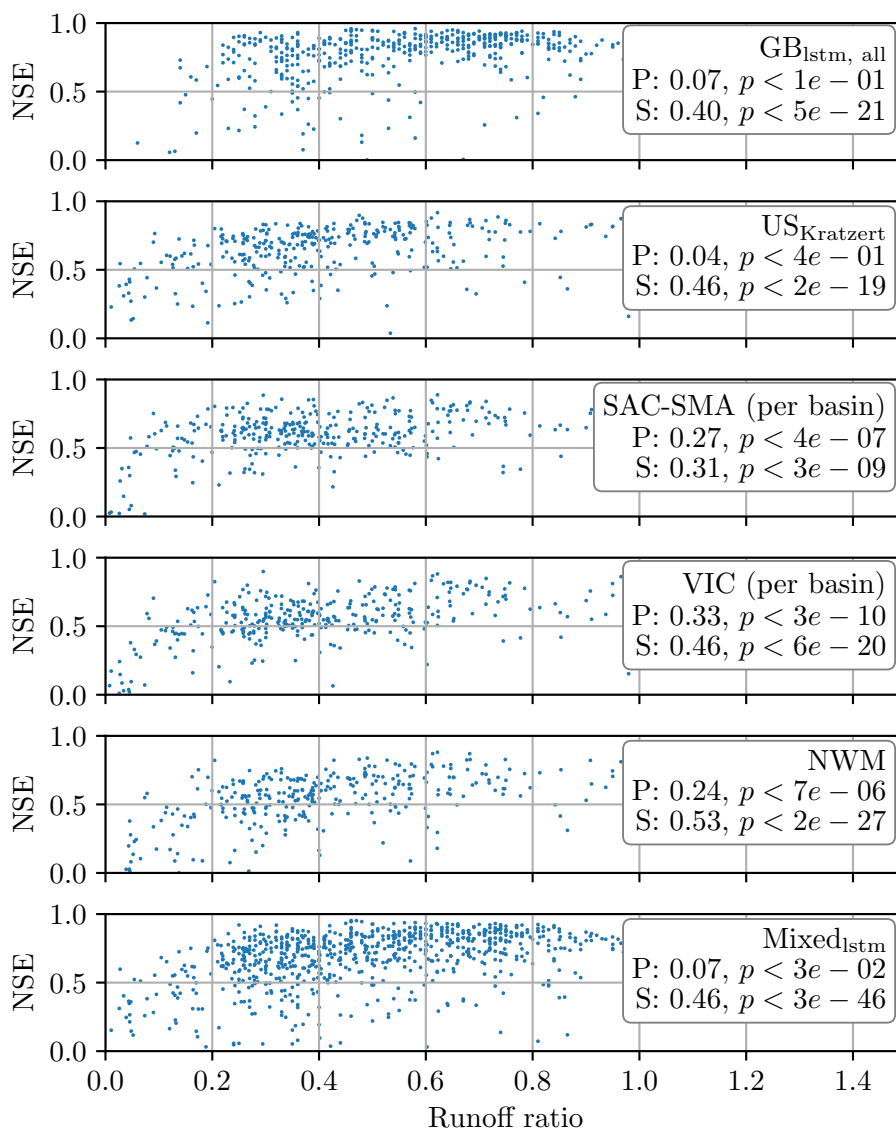 1.0
GB_lstm, all
P: 0.07, p < 1e − 01
S: 0.40, p < 5e − 21
NSE
0.5
0.0
1.0
US_Kratzert
P: 0.04, p < 4e − 01
S: 0.46, p < 2e − 19
NSE
0.5
0.0
1.0
SAC-SMA (per basin)
P: 0.27, p < 4e − 07
S: 0.31, p < 3e − 09
NSE
0.5
0.0
1.0
VIC (per basin)
P: 0.33, p < 3e − 10
S: 0.46, p < 6e − 20
NSE
0.5
0.0
1.0
NWM
P: 0.24, p < 7e − 06
S: 0.53, p < 2e − 27
NSE
0.5
0.0
1.0
Mixed_lstm
P: 0.07, p < 3e − 02
S: 0.46, p < 3e − 46
NSE
0.5
0.0
0.0 0.2 0.4 0.6 0.8 1.0 1.2 1.4
Runoff ratio